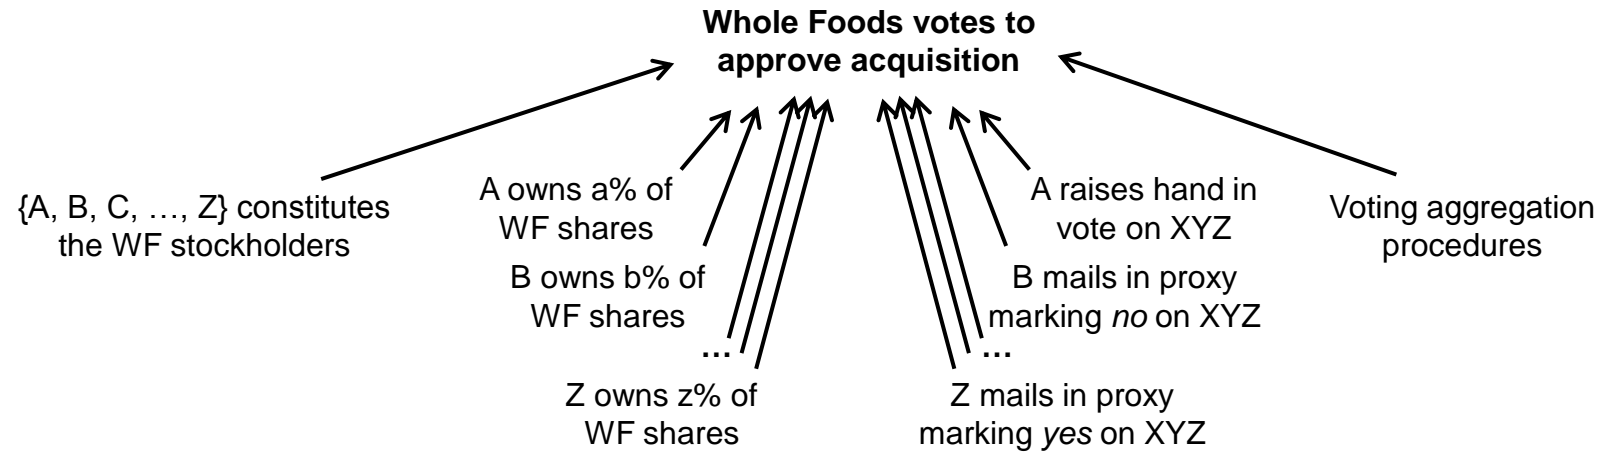 Whole Foods votes to
approve acquisition
{A, B, C, …, Z} constitutes
the WF stockholders
A owns a% of
WF shares
B owns b% of
WF shares
…
Z owns z% of
WF shares
A raises hand in
vote on XYZ
B mails in proxy
marking no on XYZ
…
Z mails in proxy
marking yes on XYZ
Voting aggregation
procedures